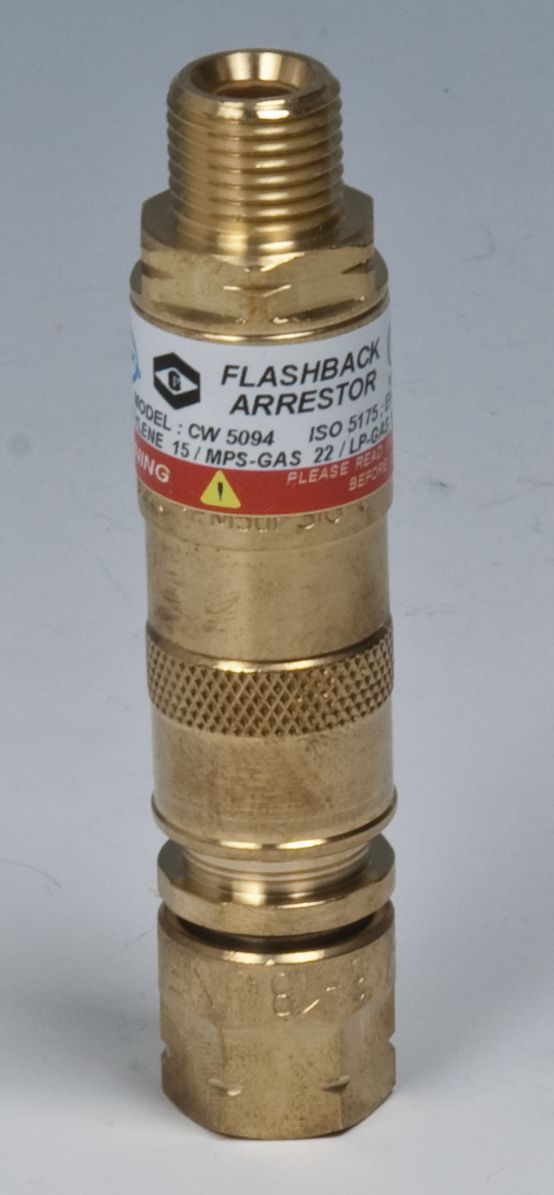 FLASHBACK
ARRESTOR
MODEL : CW 5094 ISO 5175 ;
15 / MPS-GAS 22 / LP-GAS
PLEASE READ
BEFORE